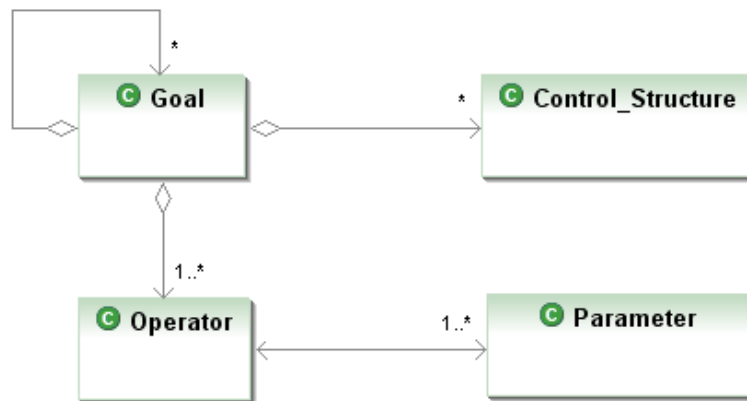 *
C Goal
*
C Control_Structure
1..*
C Operator
1..*
C Parameter